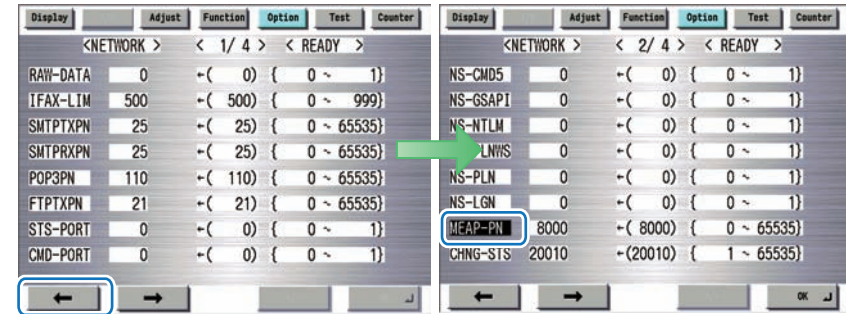 Display Adjust Function Option Test Counter
<NETWORK > < 1/ 4 > < READY >
RAW-DATA 0 ←( 0) { 0 ~ 1}
IFAX-LIM 500 ←( 500) { 0 ~ 999}
SMTPTXPN 25 ←( 25) { 0 ~ 65535}
SMTPRXPN 25 ←( 25) { 0 ~ 65535}
POP3PN 110 ←( 110) { 0 ~ 65535}
FTPTXPN 21 ←( 21) { 0 ~ 65535}
STS-PORT 0 ←( 0) { 0 ~ 1}
CMD-PORT 0 ←( 0) { 0 ~ 1}
← →
Display Adjust Function Option Test Counter
<NETWORK > < 2/ 4 > < READY >
NS-CMD5 0 ←( 0) { 0 ~ 1}
NS-GSAPI 0 ←( 0) { 0 ~ 1}
NS-NTLM 0 ←( 0) { 0 ~ 1}
LNWS 0 ←( 0) { 0 ~ 1}
NS-PLN 0 ←( 0) { 0 ~ 1}
NS-LGN 0 ←( 0) { 0 ~ 1}
MEAP-PN 8000 ←( 8000) { 0 ~ 65535}
CHNG-STS 20010 ←(20010) { 1 ~ 65535}
← → OK ↵